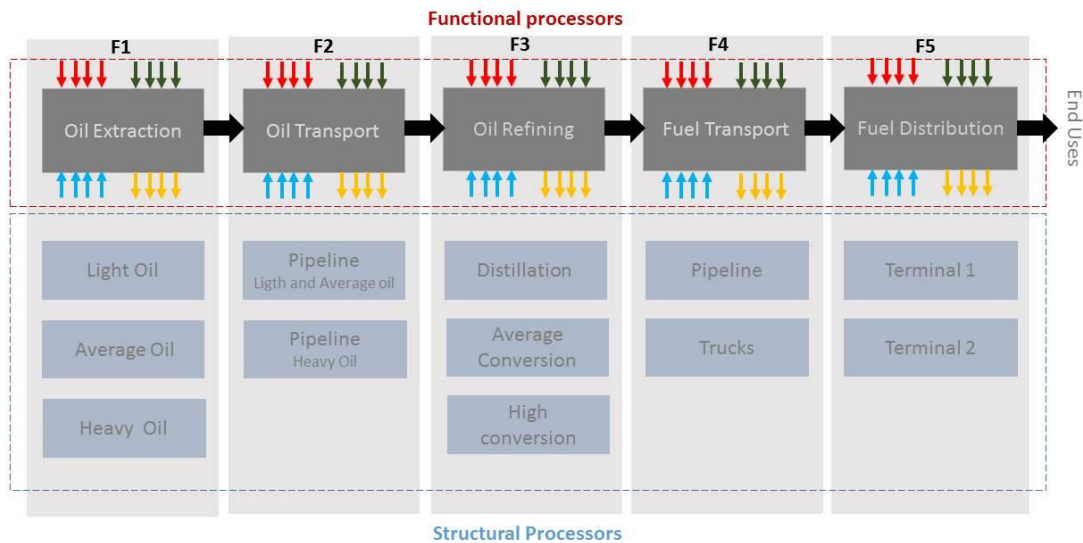 Functional processors
F1
F2
F3
F4
F5
Oil Extraction
Oil Transport
Oil Refining
Fuel Transport
Fuel Distribution
End Uses
Light Oil
Pipeline
Ligth and Average oil
Distillation
Pipeline
Terminal 1
Average Oil
Pipeline
Heavy Oil
Average
Conversion
Trucks
Terminal 2
Heavy Oil
High
conversion
Structural Processors